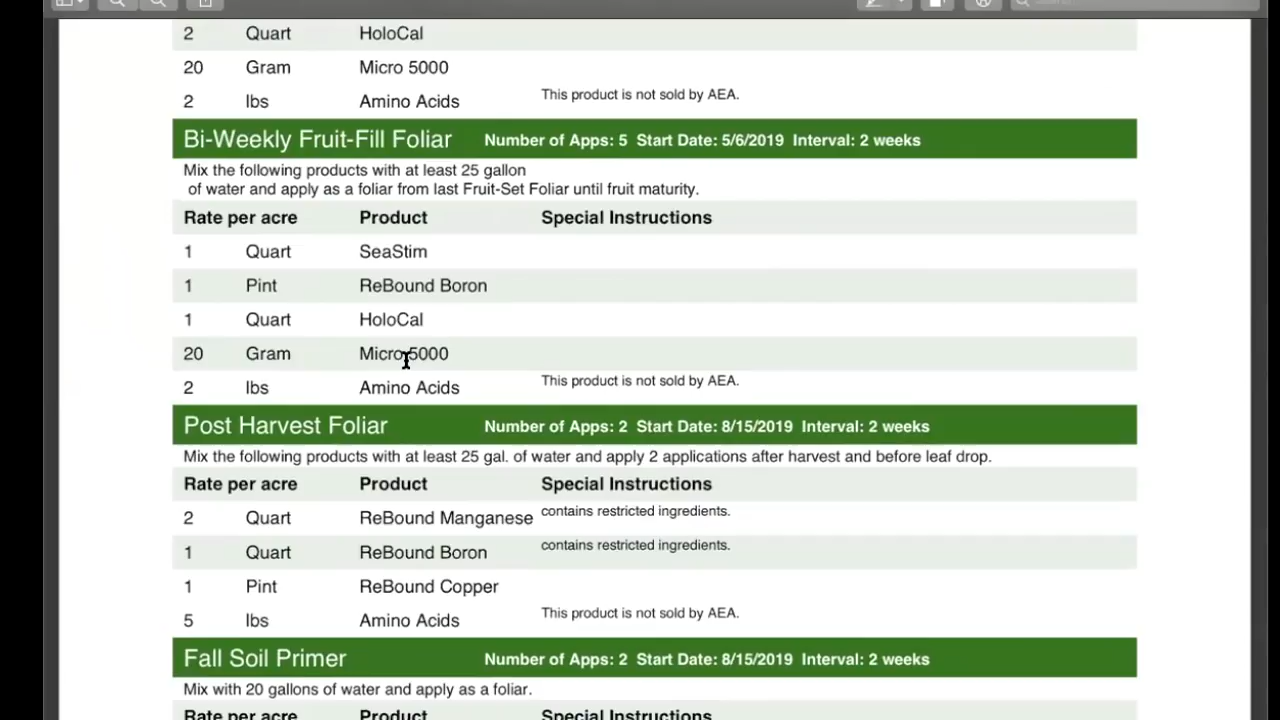 2 Quart HoloCal
20 Gram Micro 5000
2 lbs Amino Acids This product is not sold by AEA.
Bi-Weekly Fruit-Fill Foliar Number of Apps: 5 Start Date: 5/6/2019 Interval: 2 weeks
Mix the following products with at least 25 gallon
of water and apply as a foliar from last Fruit-Set Foliar until fruit maturity.
Rate per acre Product Special Instructions
1 Quart SeaStim
1 Pint ReBound Boron
1 Quart HoloCal
20 Gram Micro 5000
2 lbs Amino Acids This product is not sold by AEA.
Post Harvest Foliar Number of Apps: 2 Start Date: 8/15/2019 Interval: 2 weeks
Mix the following products with at least 25 gal. of water and apply 2 applications after harvest and before leaf drop.
Rate per acre Product Special Instructions
2 Quart ReBound Manganese contains restricted ingredients.
1 Quart ReBound Boron contains restricted ingredients.
1 Pint ReBound Copper
5 lbs Amino Acids This product is not sold by AEA.
Fall Soil Primer Number of Apps: 2 Start Date: 8/15/2019 Interval: 2 weeks
Mix with 20 gallons of water and apply as a foliar.
Rate per acre Product Special Instructions